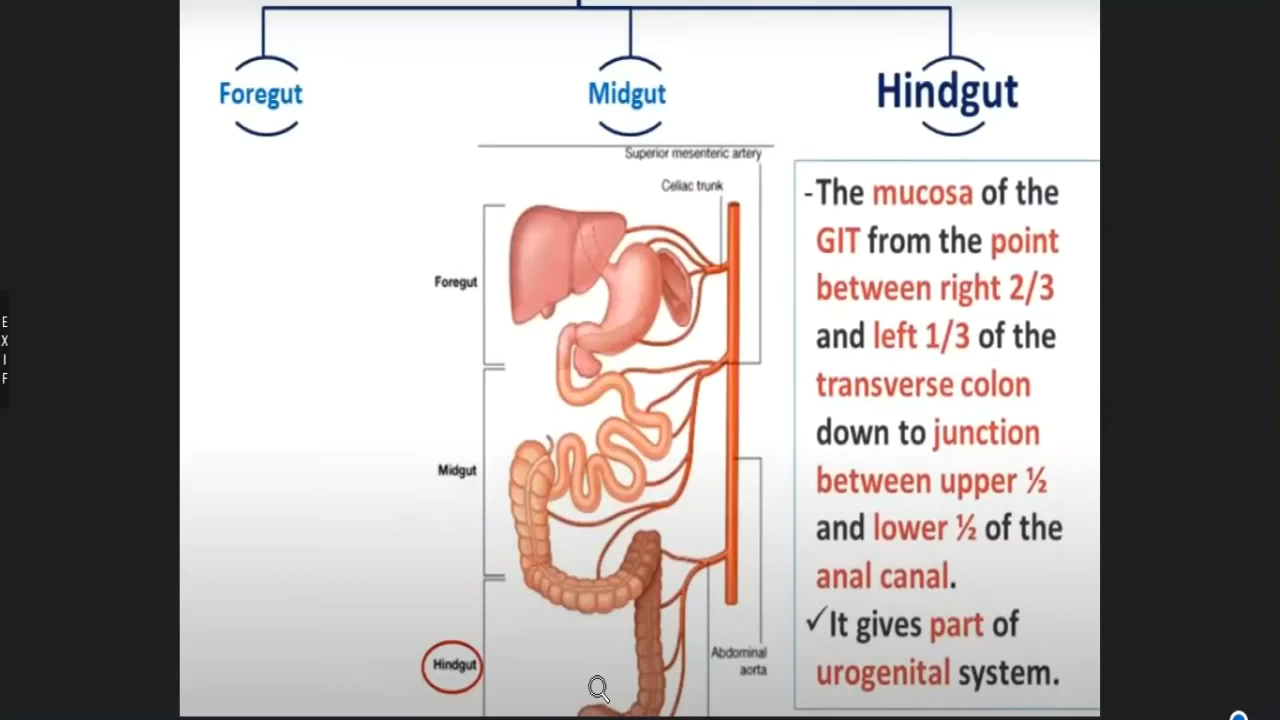 Foregut
Midgut
Hindgut
Superior mesenteric artery
Celiac trunk
Foregut
Midgut
Hindgut
Abdominal
aorta
-The mucosa of the
GIT from the point
between right 2/3
and left 1/3 of the
transverse colon
down to junction
between upper ½
and lower ½ of the
anal canal.
✓It gives part of
urogenital system.
E
X
I
F